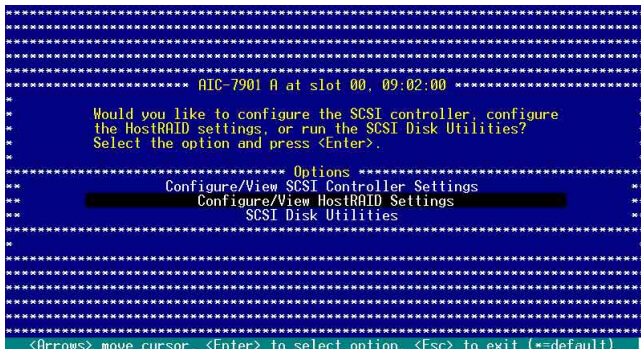 AIC-7901 A at slot 00, 09:02:00
Would you like to configure the SCSI controller, configure
the HostRAID settings, or run the SCSI Disk Utilities?
Select the option and press <Enter>.
Options
Configure/View SCSI Controller Settings
Configure/View HostRAID Settings
SCSI Disk Utilities
<Arrows> move cursor, <Enter> to select option, <Esc> to exit (*=default)